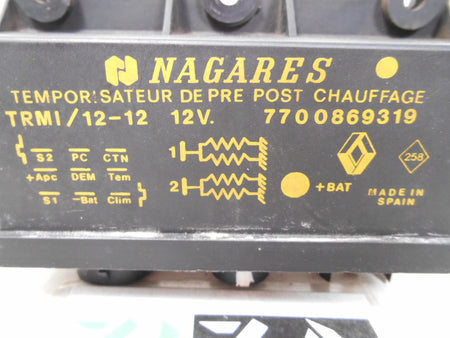 NAGARES
TEMPORISATEUR DE PRE POST CHAUFFAGE
TRMI/12-12 12V. 7700869319
S2 PC CTN
+Apc DEM Tem
S1 -Bat Clim
1
2
+BAT
258
MADE IN
SPAIN